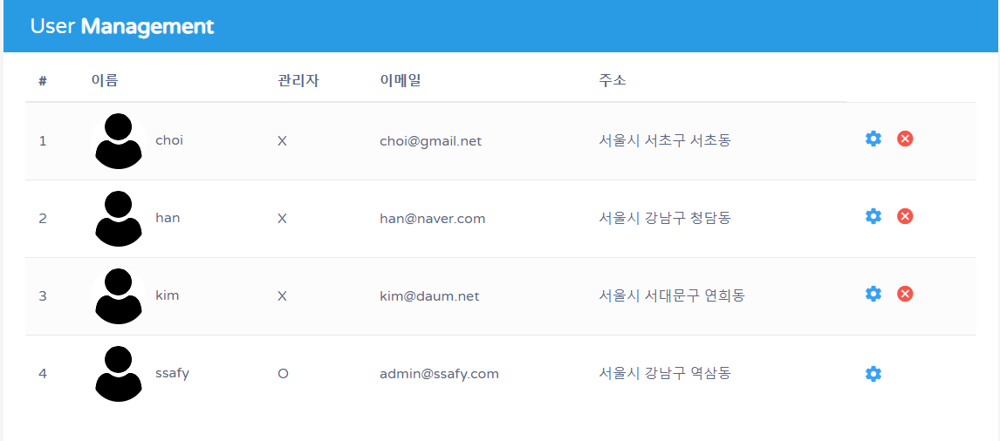 User Management
# 이름 관리자 이메일 주소
1 choi X choi@gmail.net 서울시 서초구 서초동
2 han X han@naver.com 서울시 강남구 청담동
3 kim X kim@daum.net 서울시 서대문구 연희동
4 ssafy O admin@ssafy.com 서울시 강남구 역삼동